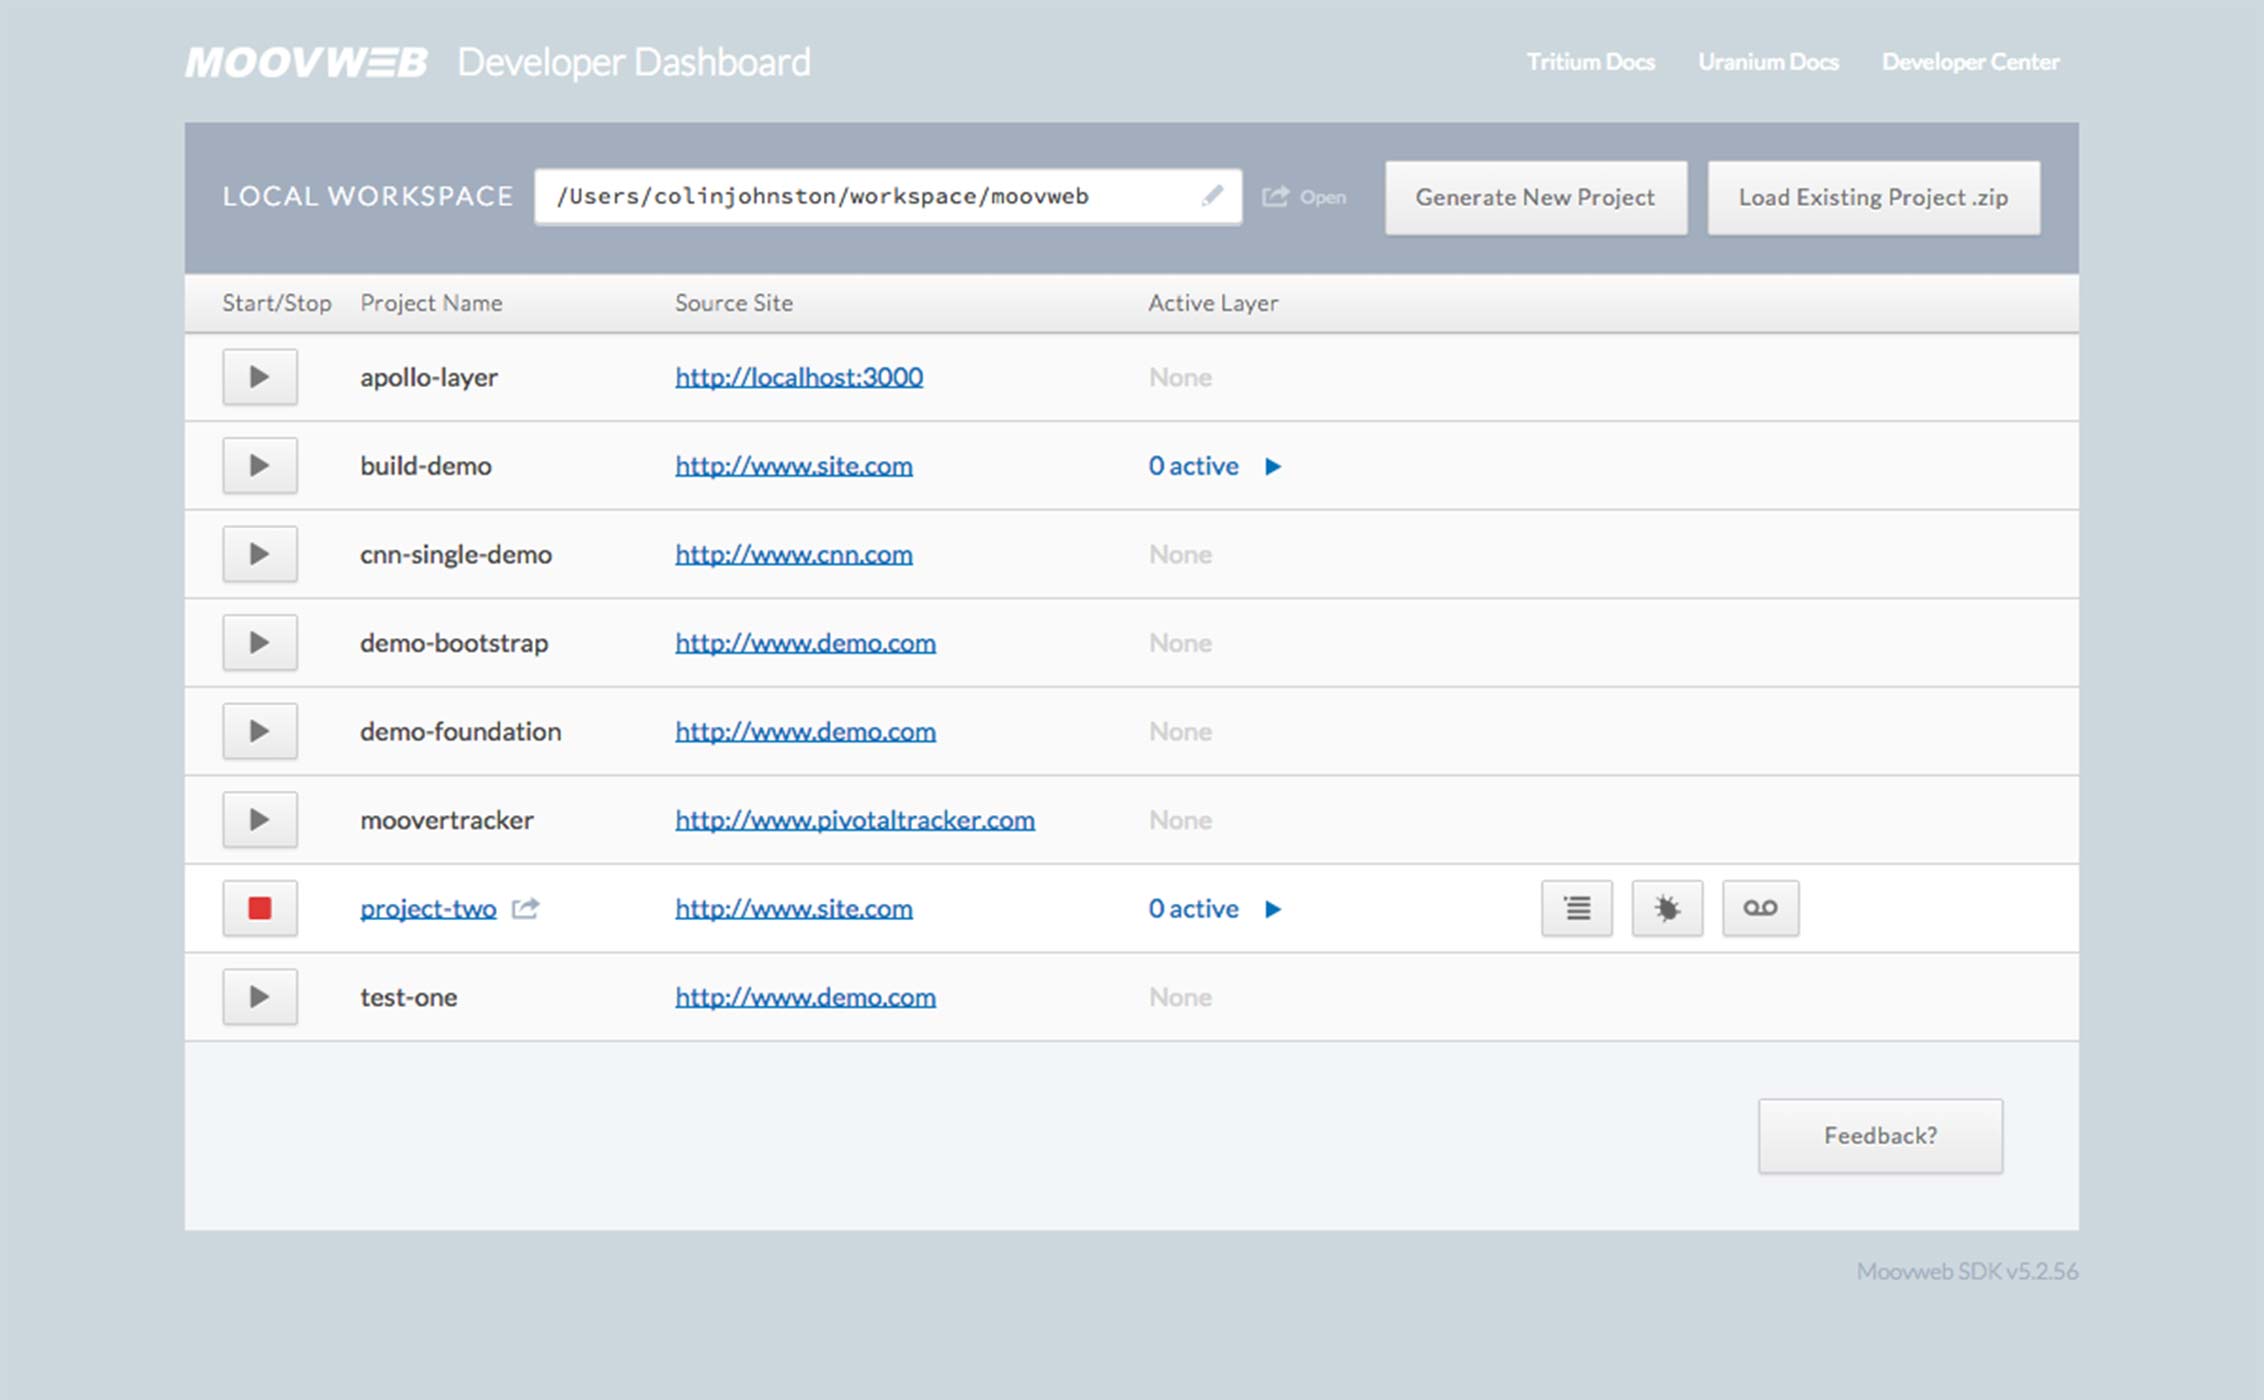 MOOVWEB Developer Dashboard Tritium Docs Uranium Docs Developer Center
LOCAL WORKSPACE /Users/colinjohnston/workspace/moovweb Open Generate New Project Load Existing Project .zip
Start/Stop Project Name Source Site Active Layer
apollo-layer http://localhost:3000 None
build-demo http://www.site.com 0 active
cnn-single-demo http://www.cnn.com None
demo-bootstrap http://www.demo.com None
demo-foundation http://www.demo.com None
moovertracker http://www.pivotaltracker.com None
project-two http://www.site.com 0 active
test-one http://www.demo.com None
Feedback?
Moovweb SDK v5.2.56